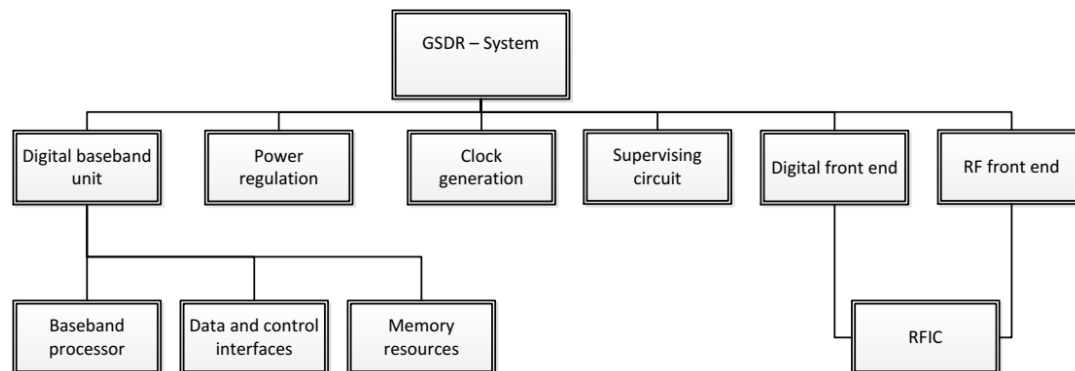 GSDR – System
Digital baseband
unit
Power
regulation
Clock
generation
Supervising
circuit
Digital front end
RF front end
Baseband
processor
Data and control
interfaces
Memory
resources
RFIC